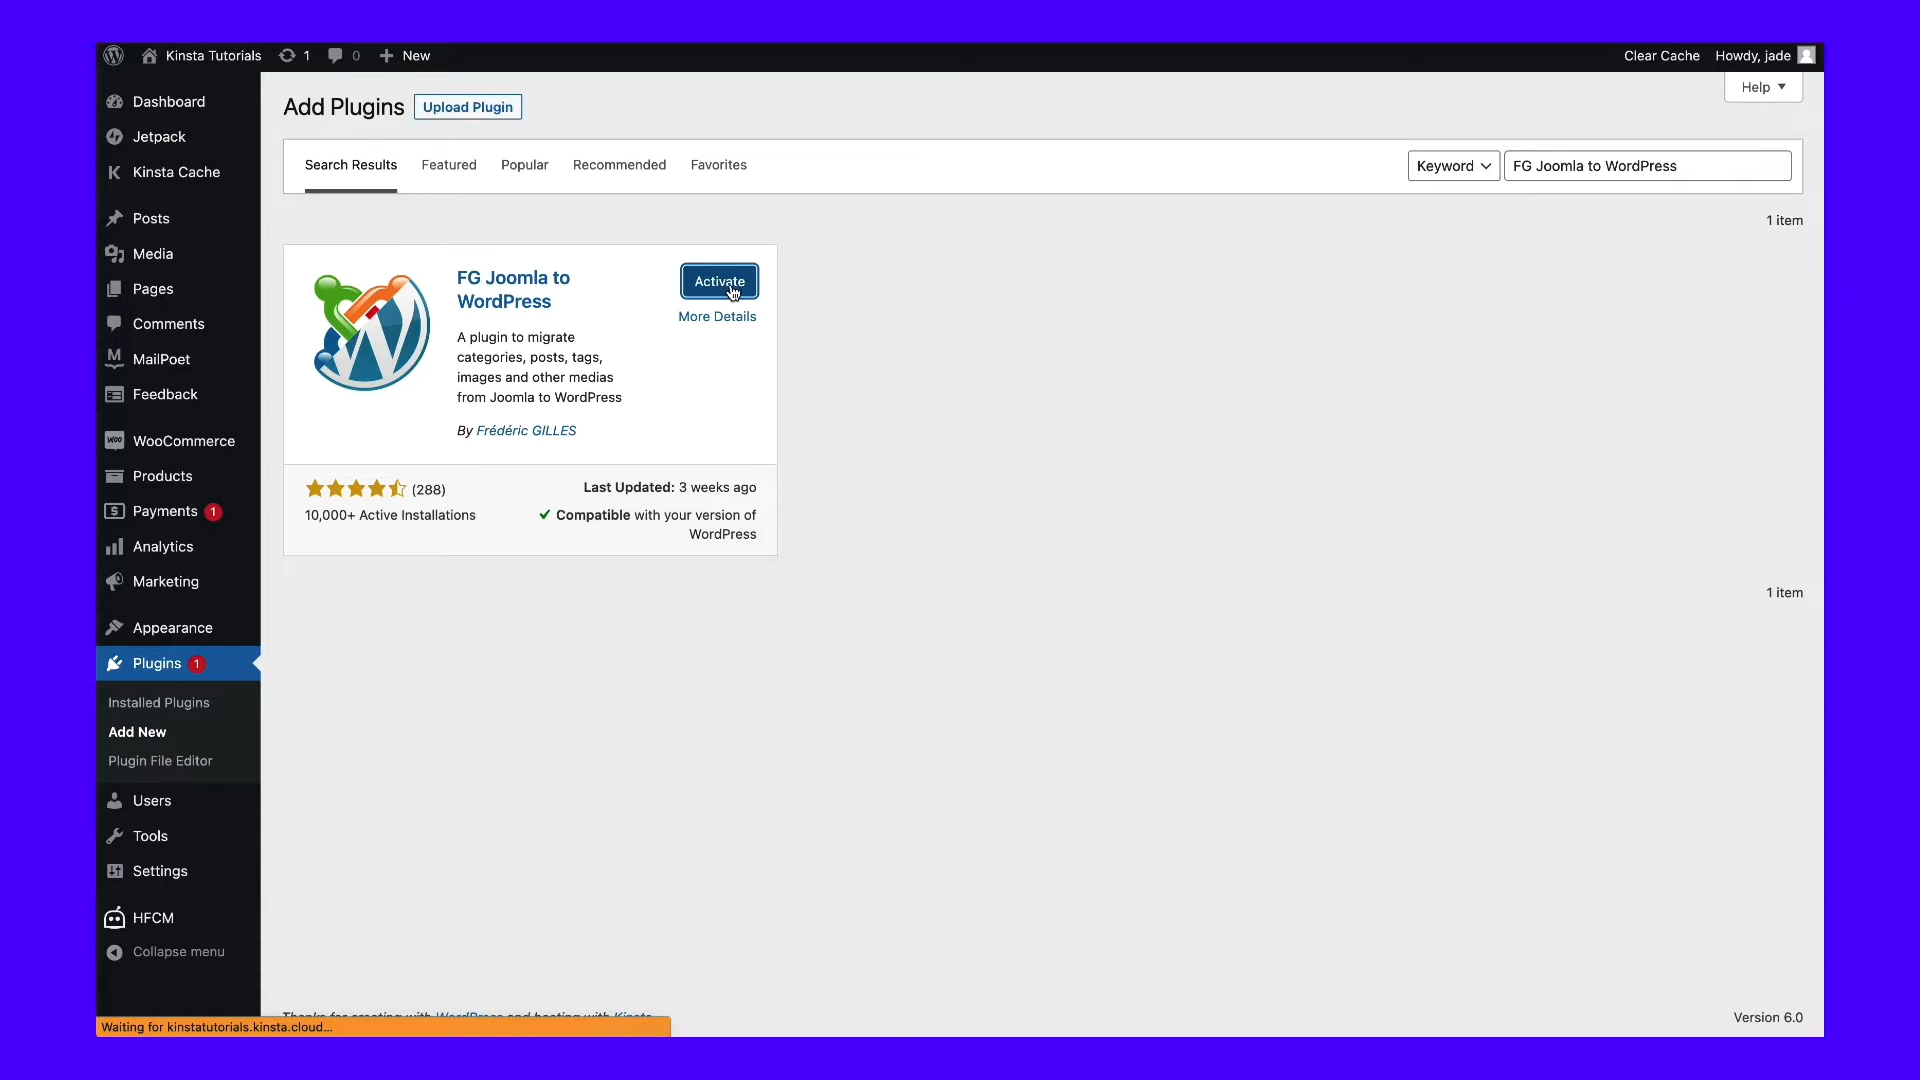 Kinsta Tutorials 1 0 New Clear Cache Howdy, jade
Dashboard
Jetpack
K Kinsta Cache
Posts
Media
Pages
Comments
M MailPoet
Feedback
Woo WooCommerce
Products
$ Payments 1
Analytics
Marketing
Appearance
Plugins 1
Installed Plugins
Add New
Plugin File Editor
Users
Tools
Settings
HFCM
Collapse menu
Help
Add Plugins Upload Plugin
Search Results Featured Popular Recommended Favorites Keyword FG Joomla to WordPress
1 item
FG Joomla to
WordPress
Activate
More Details
A plugin to migrate
categories, posts, tags,
images and other medias
from Joomla to WordPress
By Frédéric GILLES
(288)
10,000+ Active Installations
Last Updated: 3 weeks ago
✔ Compatible with your version of
WordPress
1 item
Thanks for creating with WordPress and hosting with Kinsta
Version 6.0
Waiting for kinstatutorials.kinsta.cloud...